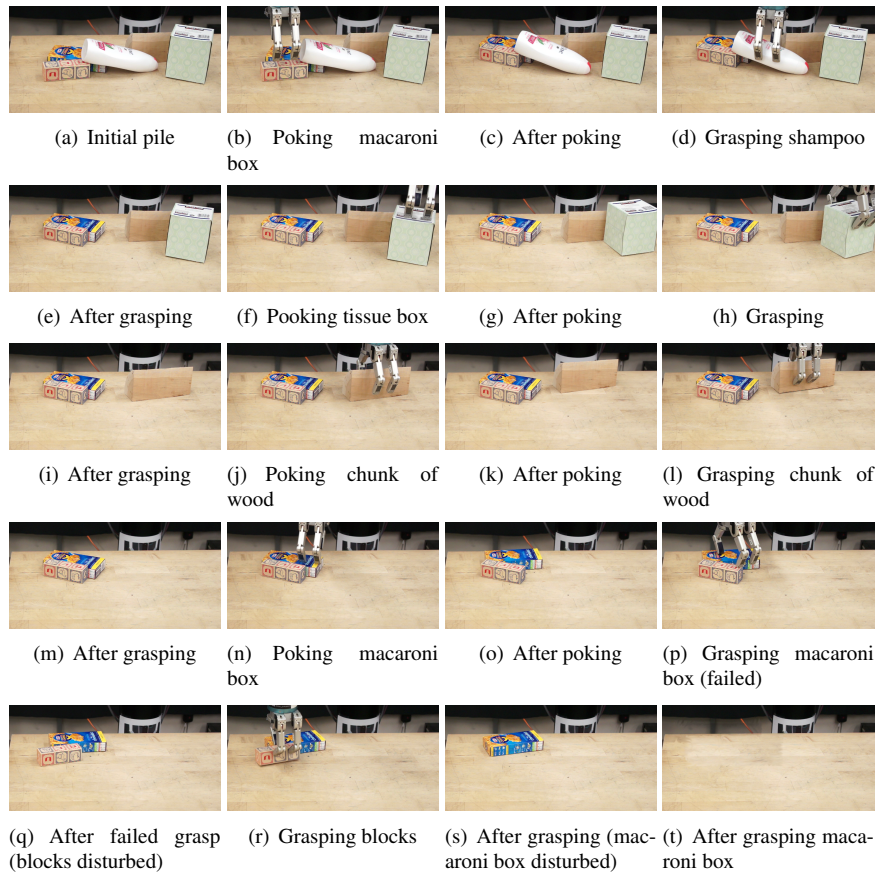 (a) Initial pile
(b) Poking macaroni
box
(c) After poking
(d) Grasping shampoo
(e) After grasping
(f) Pooking tissue box
(g) After poking
(h) Grasping
(i) After grasping
(j) Poking chunk of
wood
(k) After poking
(l) Grasping chunk of
wood
(m) After grasping
(n) Poking macaroni
box
(o) After poking
(p) Grasping macaroni
box (failed)
(q) After failed grasp
(blocks disturbed)
(r) Grasping blocks
(s) After grasping (mac-
aroni box disturbed)
(t) After grasping maca-
roni box